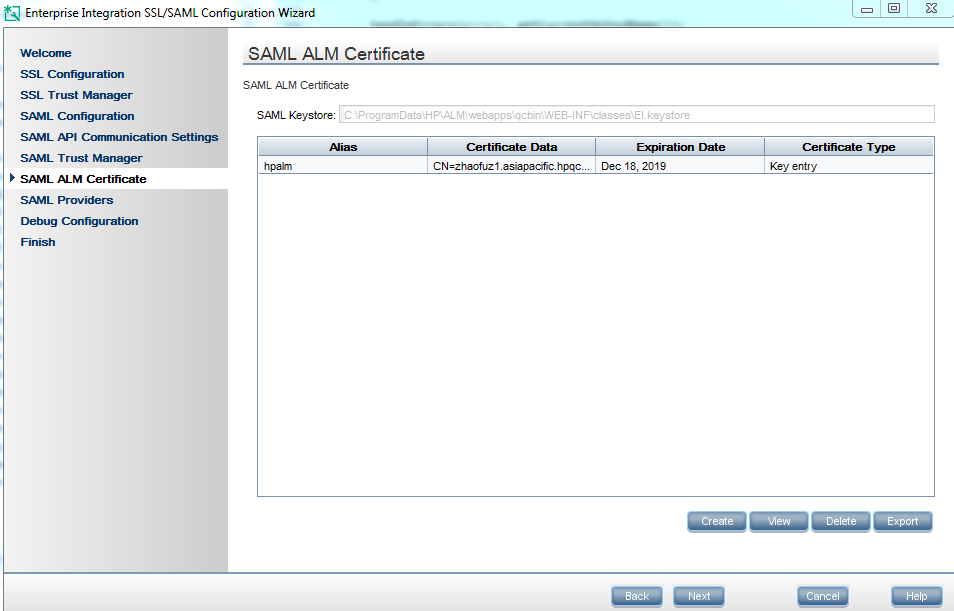 Enterprise Integration SSL/SAML Configuration Wizard
Welcome
SSL Configuration
SSL Trust Manager
SAML Configuration
SAML API Communication Settings
SAML Trust Manager
SAML ALM Certificate
SAML Providers
Debug Configuration
Finish
SAML ALM Certificate
SAML ALM Certificate
SAML Keystore: C:\ProgramData\HP\ALM\webapps\qcbin\WEB-INF\classes\EI.keystore
Alias Certificate Data Expiration Date Certificate Type
hpalm CN=zhaofuz1.asiapacific.hpqc... Dec 18, 2019 Key entry
Create View Delete Export
Back Next Cancel Help